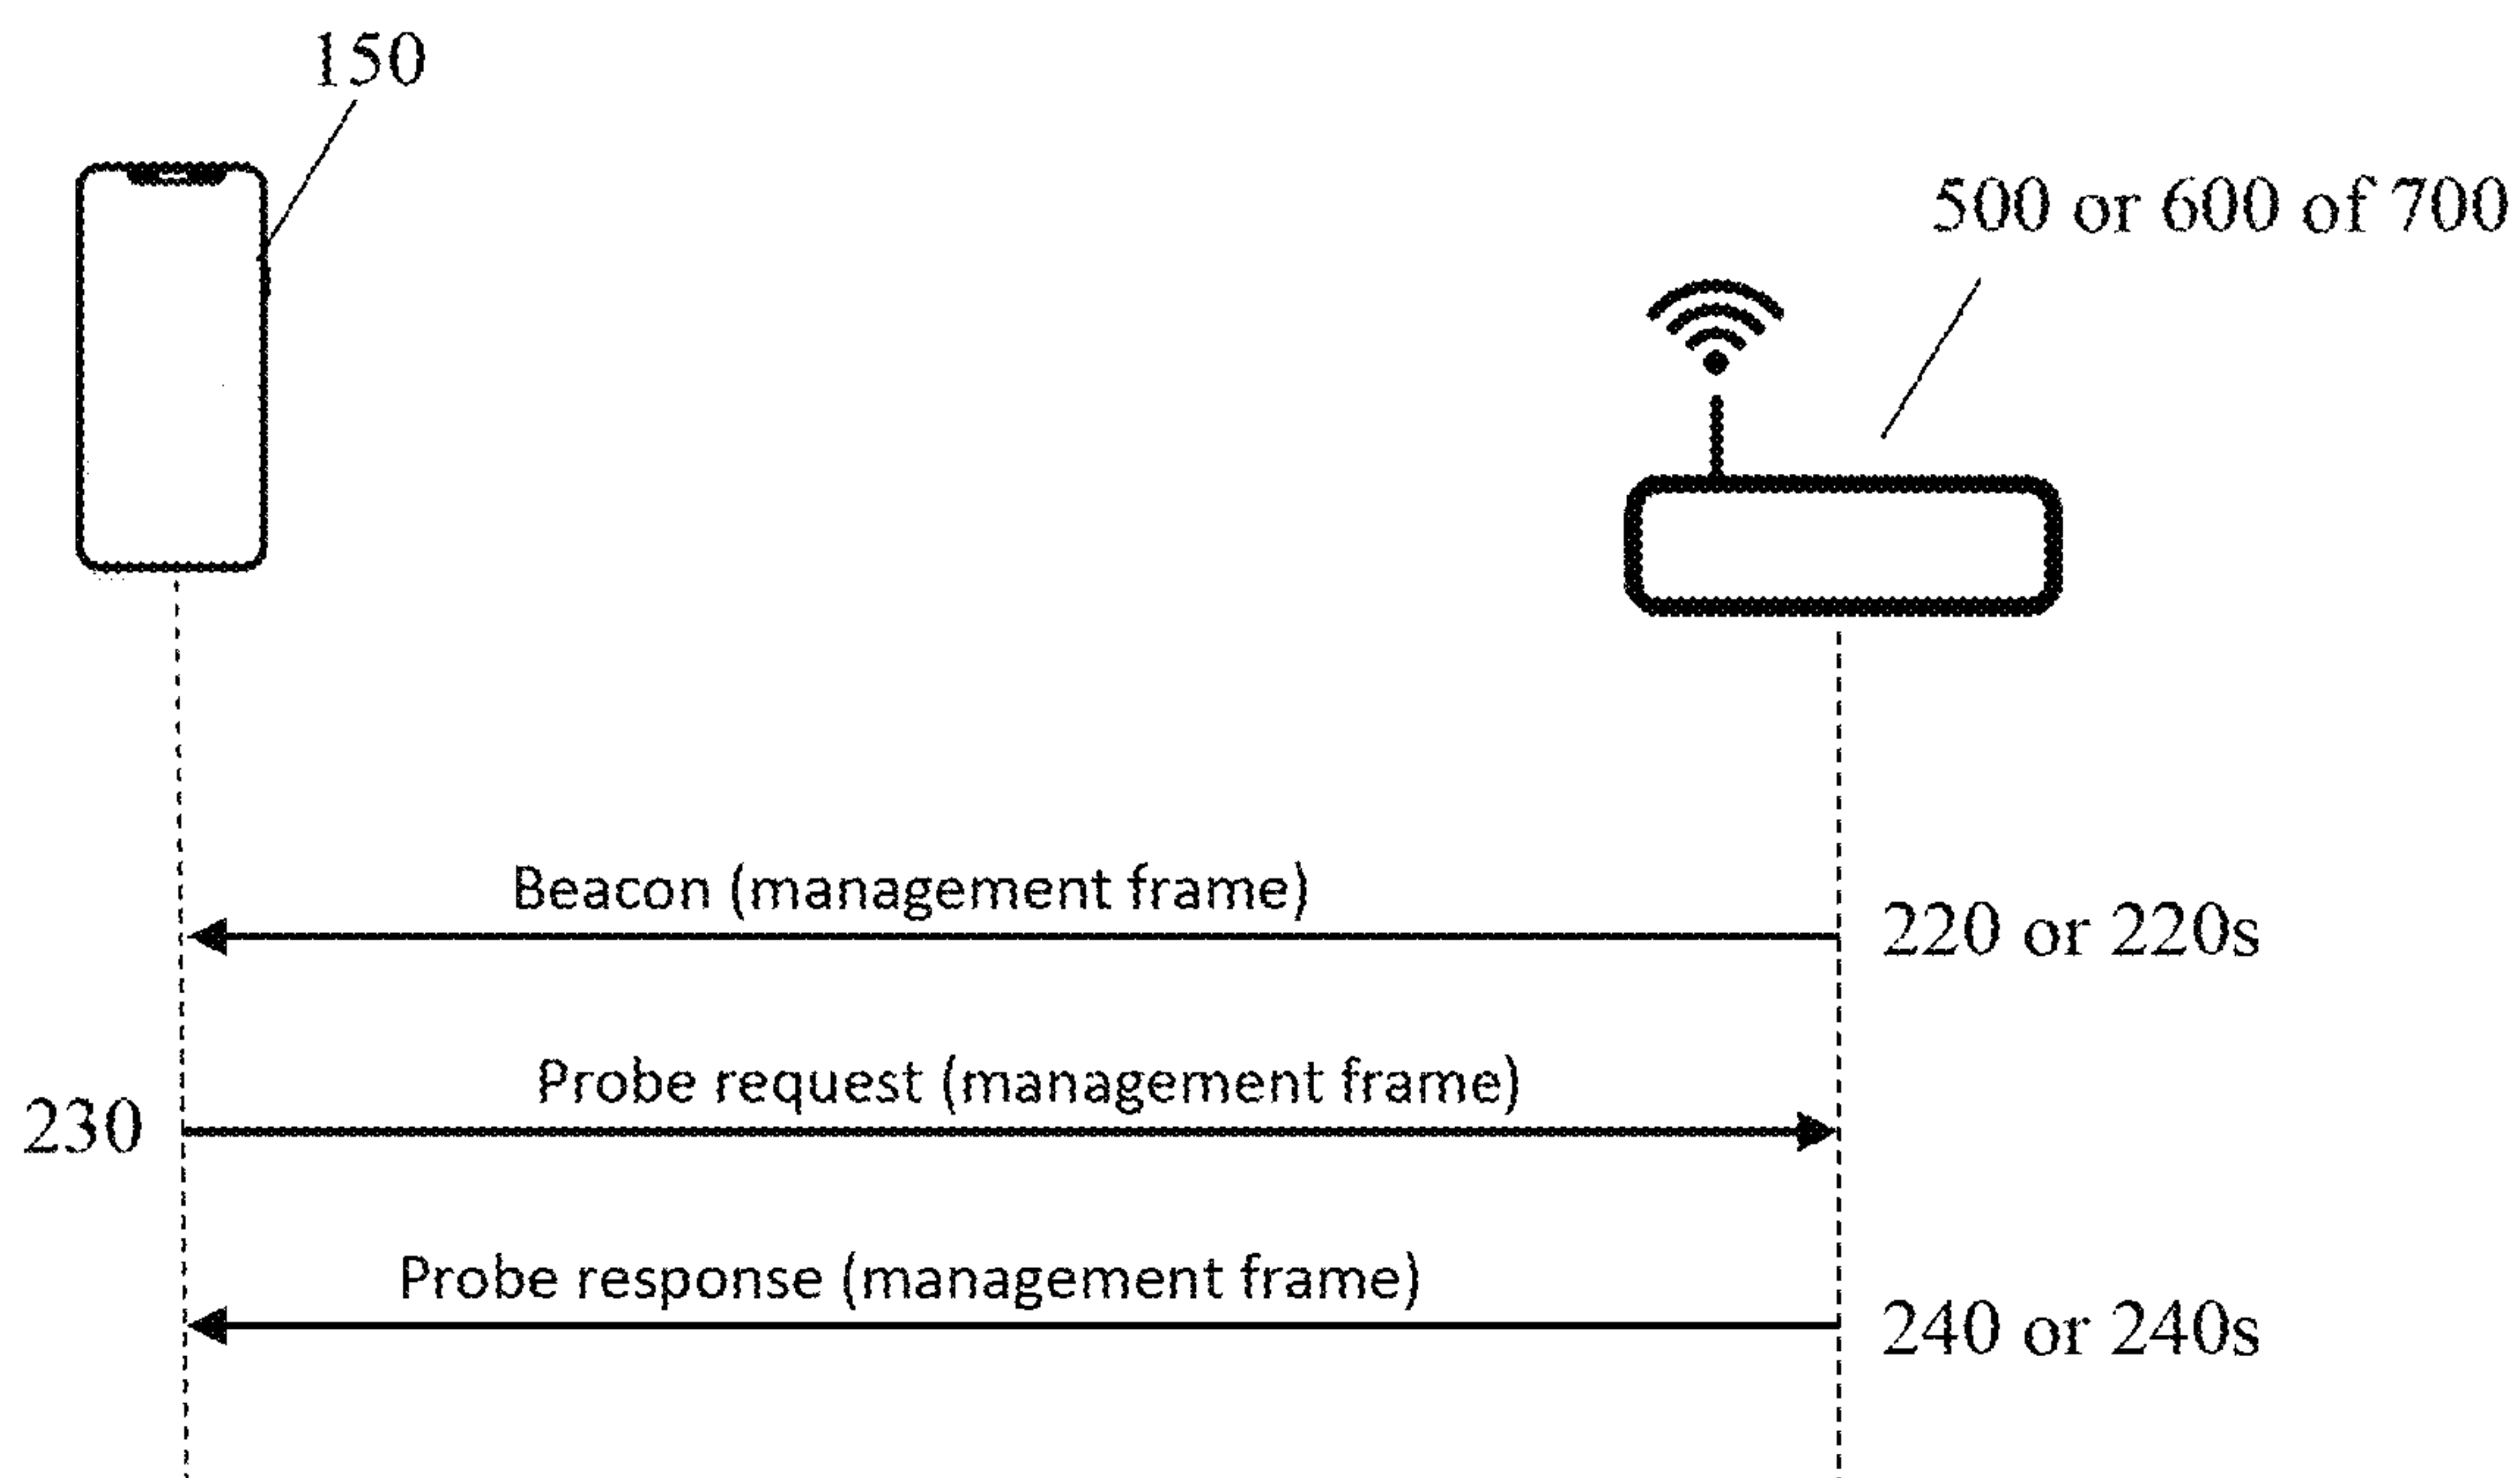 150
500 or 600 of 700
Beacon (management frame)
220 or 220s
Probe request (management frame)
230
Probe response (management frame)
240 or 240s